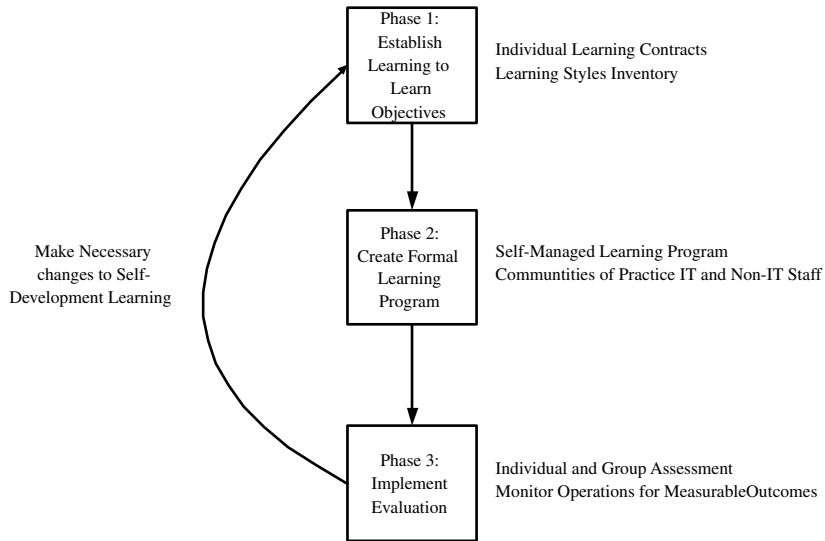 Phase 1:
Establish
Learning to
Learn
Objectives
Individual Learning Contracts
Learning Styles Inventory
Make Necessary
changes to Self-
Development Learning
Phase 2:
Create Formal
Learning
Program
Self-Managed Learning Program
Communtities of Practice IT and Non-IT Staff
Phase 3:
Implement
Evaluation
Individual and Group Assessment
Monitor Operations for MeasurableOutcomes